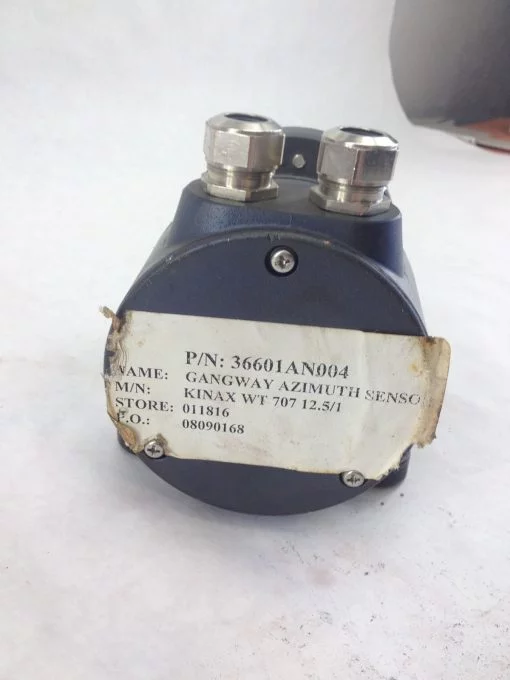 P/N: 36601AN004
NAME: GANGWAY AZIMUTH SENSO
M/N: KINAX WT 707 12.5/1
STORE: 011816
.O.: 08090168